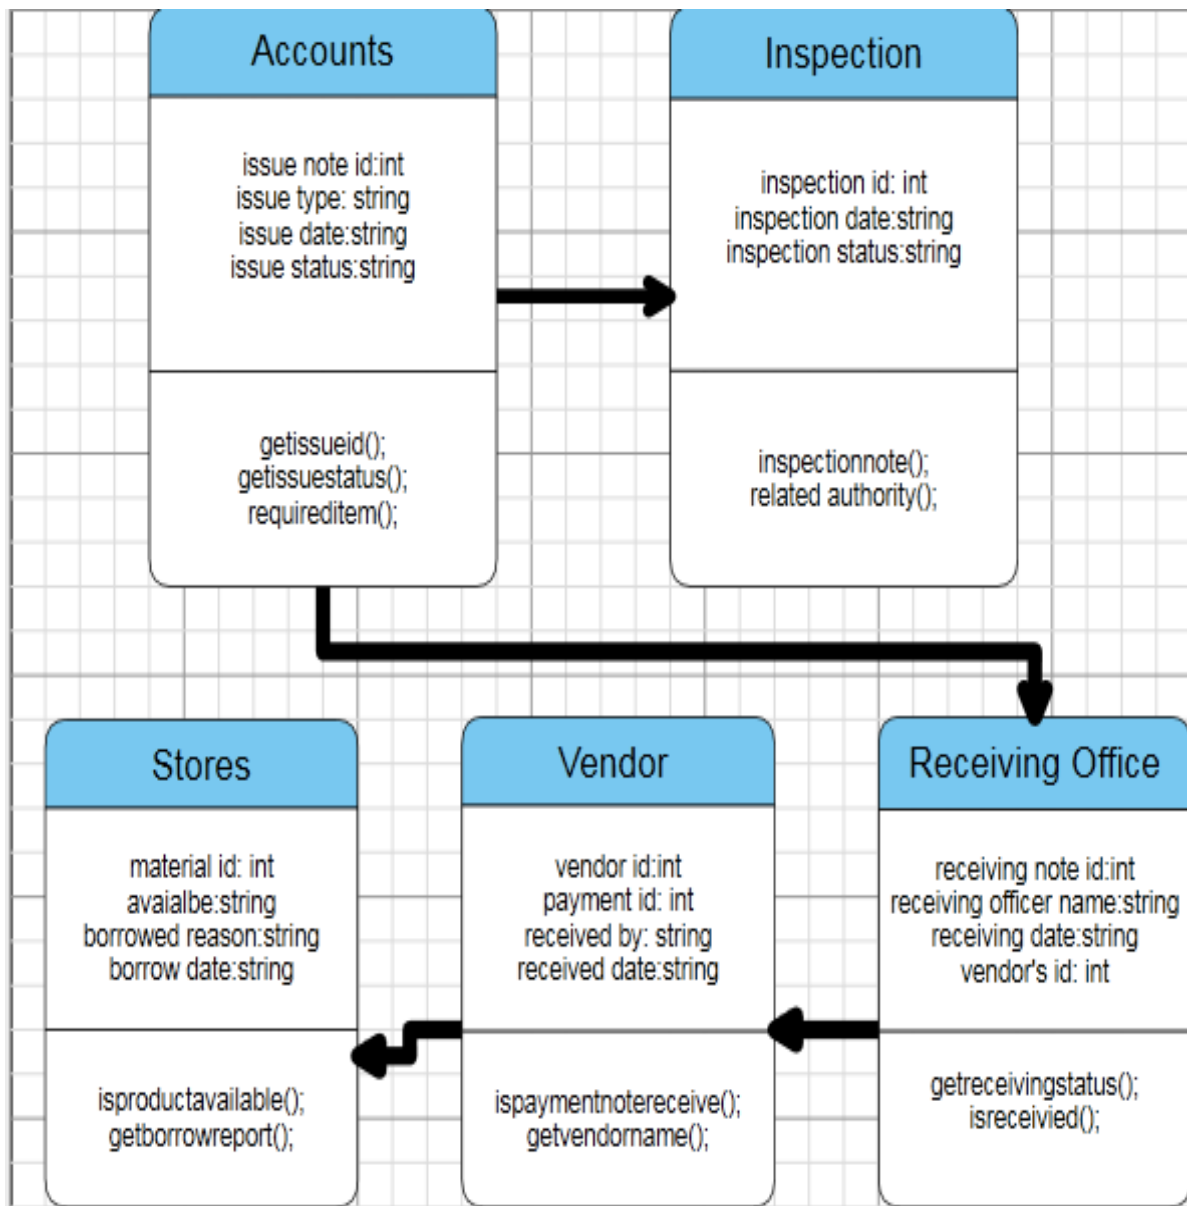 Accounts
issue note id:int
issue type: string
issue date:string
issue status:string
getissueid();
getissuestatus();
requireditem();
Inspection
inspection id: int
inspection date:string
inspection status:string
inspectionnote();
related authority();
Stores
material id: int
avaialbe:string
borrowed reason:string
borrow date:string
isproductavailable();
getborrowreport();
Vendor
vendor id:int
payment id: int
received by: string
received date:string
ispaymentnotereceive();
getvendorname();
Receiving Office
receiving note id:int
receiving officer name:string
receiving date:string
vendor's id: int
getreceivingstatus();
isreceivied();